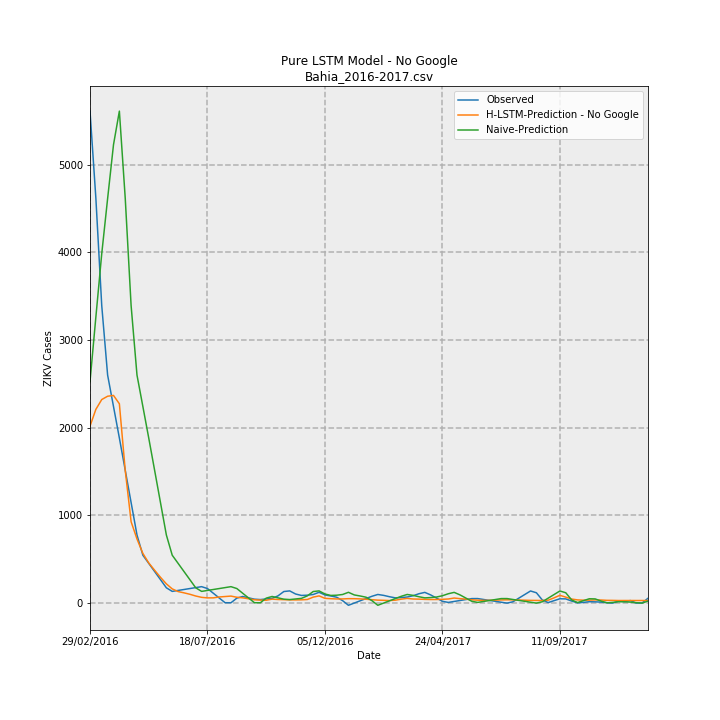 Pure LSTM Model - No Google
Bahia_2016-2017.csv
Observed
H-LSTM-Prediction - No Google
Naive-Prediction
ZIKV Cases
5000
4000
3000
2000
1000
0
29/02/2016
18/07/2016
05/12/2016
24/04/2017
11/09/2017
Date